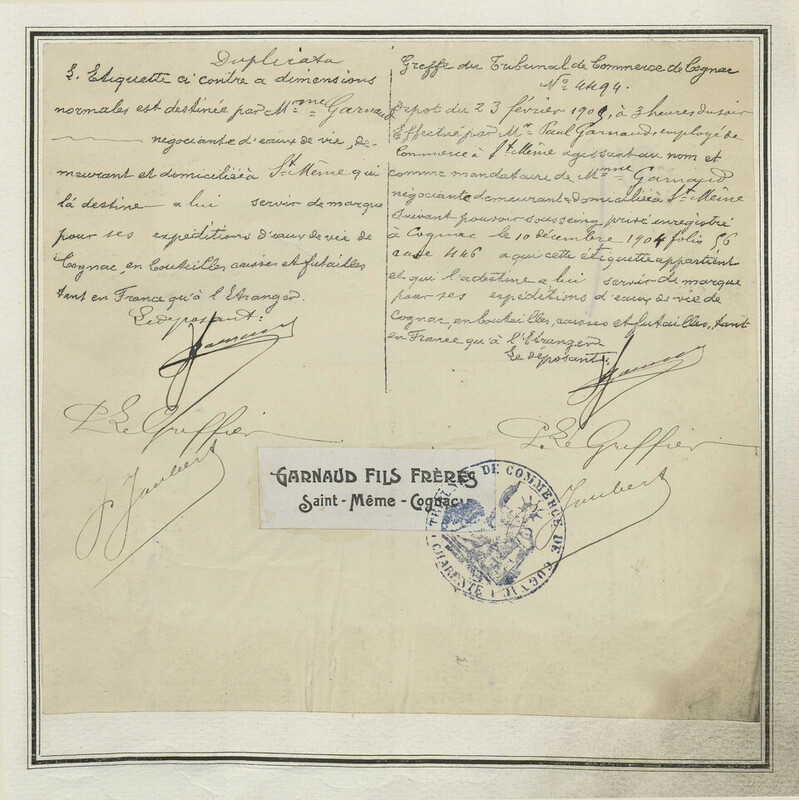 Duplicata
L'Etiquette ci contre a dimensions
normales est destinée par Mme Garnaud
négociante d'eaux de vie, de-
meurant et domiciliée à St Même qui
la destine a lui servir de marque
pour ses expéditions d'eaux de vie de
Cognac, en bouteilles caisses et futailles
tant en France qu'à l'Etranger.
Le déposant:
P. Le Greffier
P Jaubert
Greffe du Tribunal de Commerce de Cognac
No 4494.
Dépôt du 23 février 190 , à 3 heures du soir
Effectué par Mr Paul Garnaud, employé de
Commerce à St Même agissant au nom et
comme mandataire de Mme Garnaud
négociante demeurant & domiciliée à St Même
suivant pouvoir sous seing privé enregistré
à Cognac le 10 Décembre 1904 folio 56
case 446 a qui cette etiquette appartient
et qui l'a destine a lui servir de marque
pour ses expéditions d'eaux de vie de
Cognac, en bouteilles, caisses et futailles, tant
en France qu'à l'Etranger
Le déposant:
P. Le Greffier
Jaubert
GARNAUD FILS FRÈRES
Saint - Même - Cognac
TRIBUNAL DE COMMERCE DE COGNAC
CHARENTE